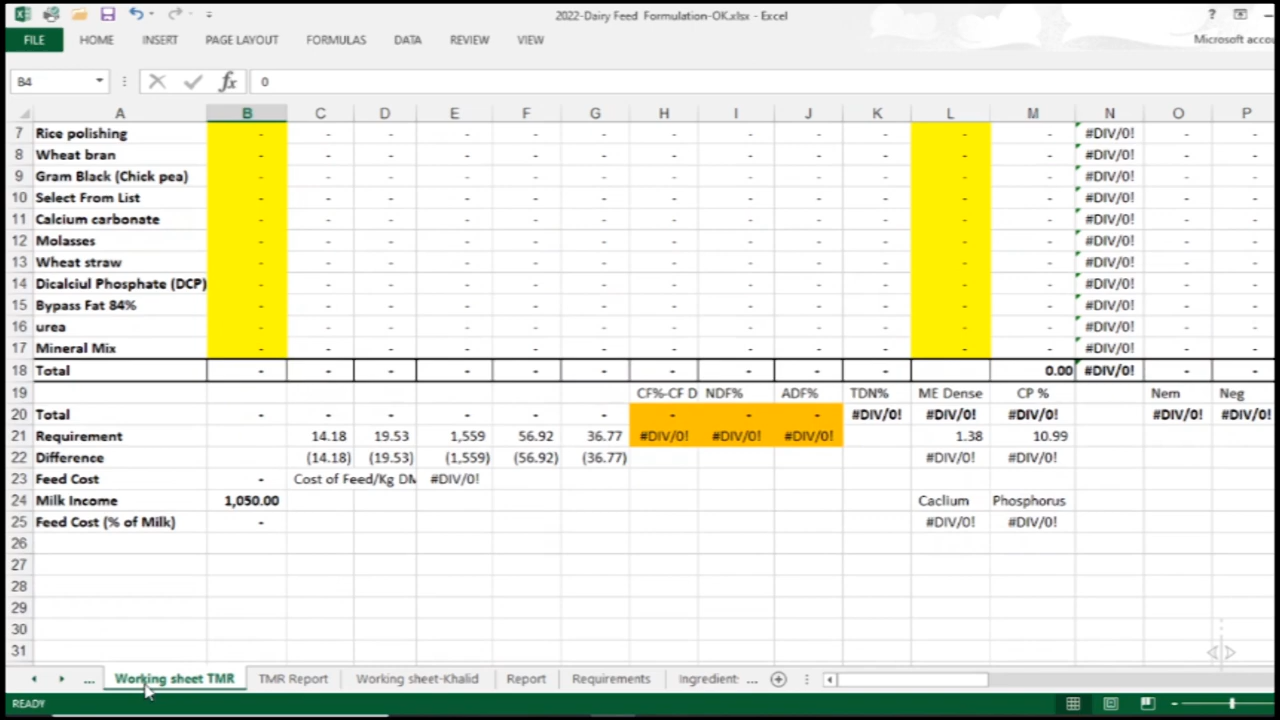 2022-Dairy Feed Formulation-OK.xlsx - Excel ?
FILE HOME INSERT PAGE LAYOUT FORMULAS DATA REVIEW VIEW Microsoft accou
B4 fx 0
A B C D E F G H I J K L M N O P
7 Rice polishing - - - - - - - - - - - - #DIV/0! - -
8 Wheat bran - - - - - - - - - - - - #DIV/0! - -
9 Gram Black (Chick pea) - - - - - - - - - - - - #DIV/0! - -
10 Select From List - - - - - - - - - - - - #DIV/0! - -
11 Calcium carbonate - - - - - - - - - - - - #DIV/0! - -
12 Molasses - - - - - - - - - - - - #DIV/0! - -
13 Wheat straw - - - - - - - - - - - - #DIV/0! - -
14 Dicalciul Phosphate (DCP) - - - - - - - - - - - - #DIV/0! - -
15 Bypass Fat 84% - - - - - - - - - - - - #DIV/0! - -
16 urea - - - - - - - - - - - - #DIV/0! - -
17 Mineral Mix - - - - - - - - - - - - #DIV/0! - -
18 Total - - - - - - - - - - 0.00 #DIV/0! - -
19 CF%-CF D NDF% ADF% TDN% ME Dense CP % Nem Neg
20 Total - - - - - - - - - #DIV/0! #DIV/0! #DIV/0! #DIV/0! #DIV/0!
21 Requirement 14.18 19.53 1,559 56.92 36.77 #DIV/0! #DIV/0! #DIV/0! 1.38 10.99
22 Difference (14.18) (19.53) (1,559) (56.92) (36.77) #DIV/0! #DIV/0!
23 Feed Cost - Cost of Feed/Kg DM #DIV/0!
24 Milk Income 1,050.00 Caclium Phosphorus
25 Feed Cost (% of Milk) - #DIV/0! #DIV/0!
26
27
28
29
30
31
... Working sheet TMR TMR Report Working sheet-Khalid Report Requirements Ingredient: ...
READY